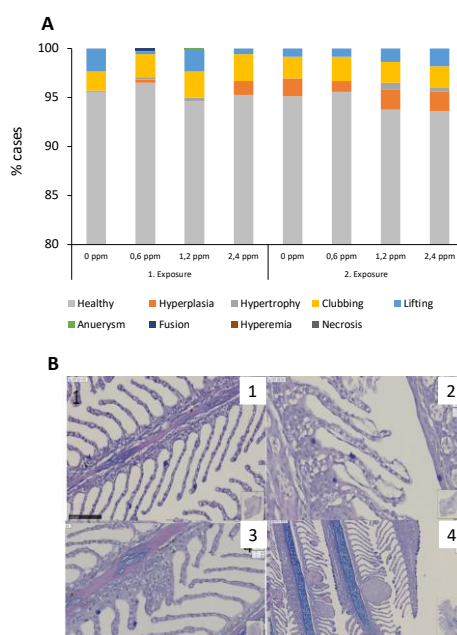 A
100
95
90
85
80
% cases
0 ppm 0,6 ppm 1,2 ppm 2,4 ppm 0 ppm 0,6 ppm 1,2 ppm 2,4 ppm
1. Exposure 2. Exposure
Healthy Hyperplasia Hypertrophy Clubbing Lifting
Anuerysm Fusion Hyperemia Necrosis
B
1 1 2
3 4 4